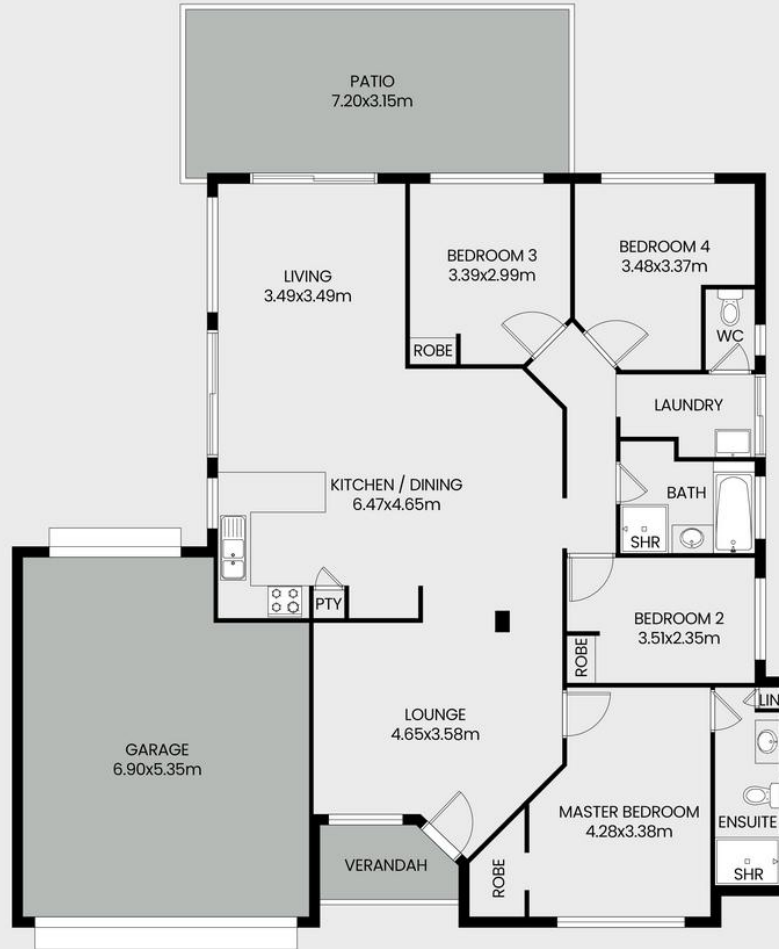 PATIO
7.20x3.15m
LIVING
3.49x3.49m
BEDROOM 3
3.39x2.99m
BEDROOM 4
3.48x3.37m
ROBE
WC
LAUNDRY
KITCHEN / DINING
6.47x4.65m
BATH
SHR
PTY
BEDROOM 2
3.51x2.35m
ROBE
LIN
LOUNGE
4.65x3.58m
GARAGE
6.90x5.35m
MASTER BEDROOM
4.28x3.38m
ENSUITE
VERANDAH
ROBE
SHR